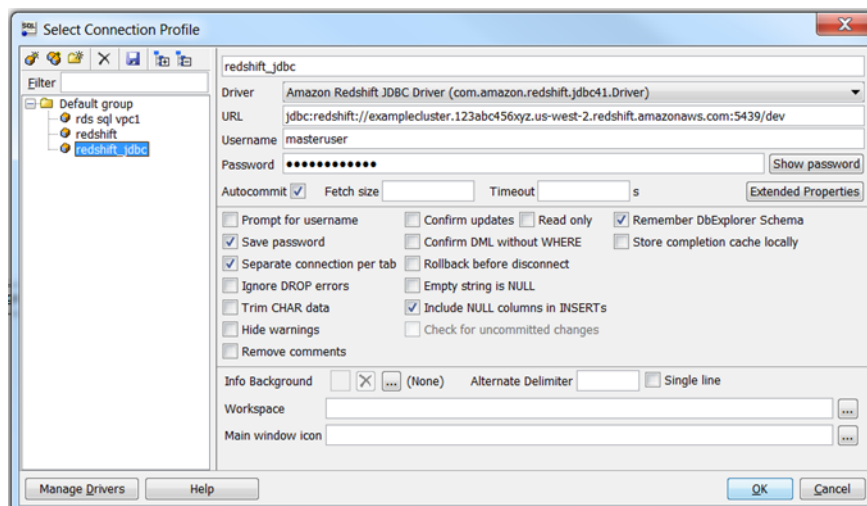 Select Connection Profile
redshift_jdbc
Filter
Driver Amazon Redshift JDBC Driver (com.amazon.redshift.jdbc41.Driver)
Default group
URL jdbc:redshift://examplecluster.123abc456xyz.us-west-2.redshift.amazonaws.com:5439/dev
rds sql vpc1
redshift
Username masteruser
redshift_jdbc
Password ●●●●●●●●●●●● Show password
Autocommit Fetch size Timeout s Extended Properties
Prompt for username Confirm updates Read only Remember DbExplorer Schema
Save password Confirm DML without WHERE Store completion cache locally
Separate connection per tab Rollback before disconnect
Ignore DROP errors Empty string is NULL
Trim CHAR data Include NULL columns in INSERTs
Hide warnings Check for uncommitted changes
Remove comments
Info Background ... (None) Alternate Delimiter Single line
Workspace ...
Main window icon ...
Manage Drivers Help OK Cancel